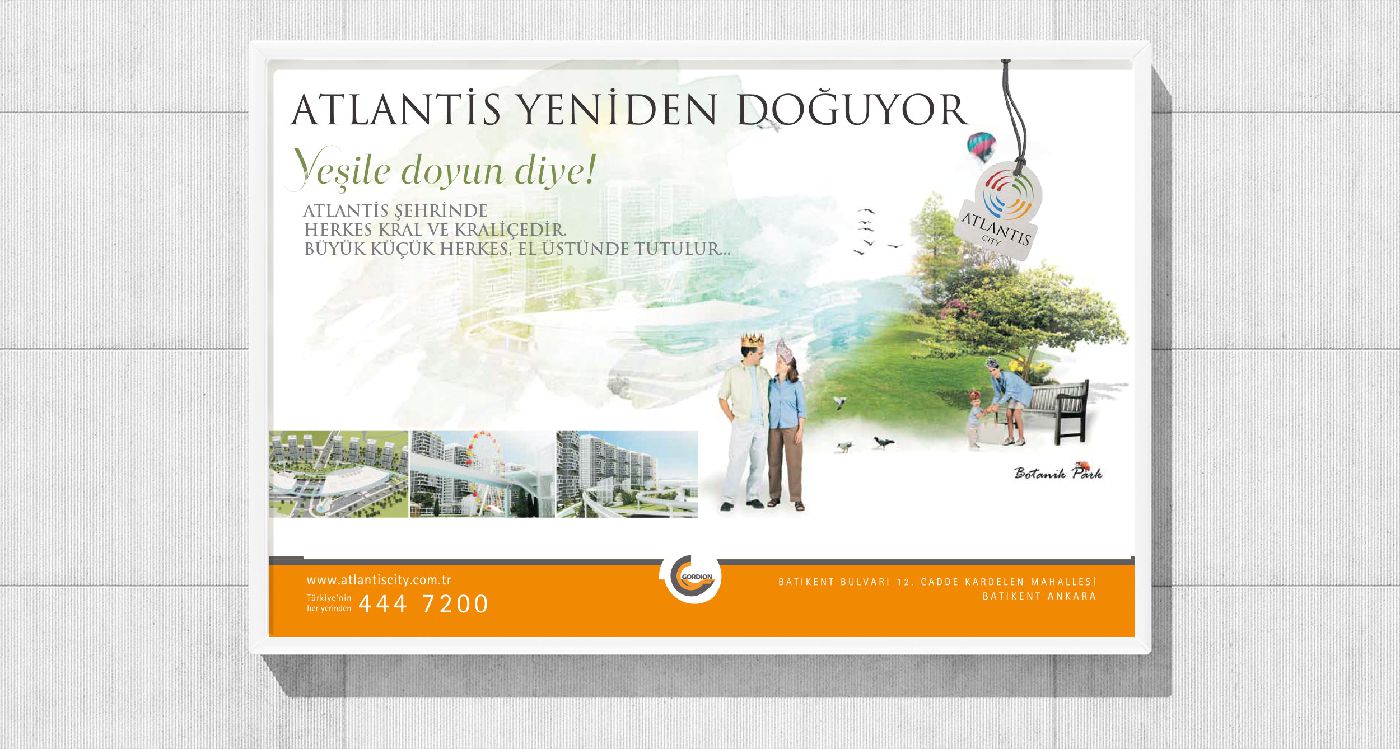 ATLANTİS YENİDEN DOĞUYOR
Yeşile doyun diye!
ATLANTİS ŞEHRİNDE
HERKES KRAL VE KRALİÇEDİR.
BÜYÜK KÜÇÜK HERKES, EL ÜSTÜNDE TUTULUR...
ATLANTIS
CITY
Botanik Park
www.atlantiscity.com.tr
Türkiye'nin
her yerinden
444 7200
GORDION
BATIKENT BULVARI 12. CADDE KARDELEN MAHALLESİ
BATIKENT ANKARA